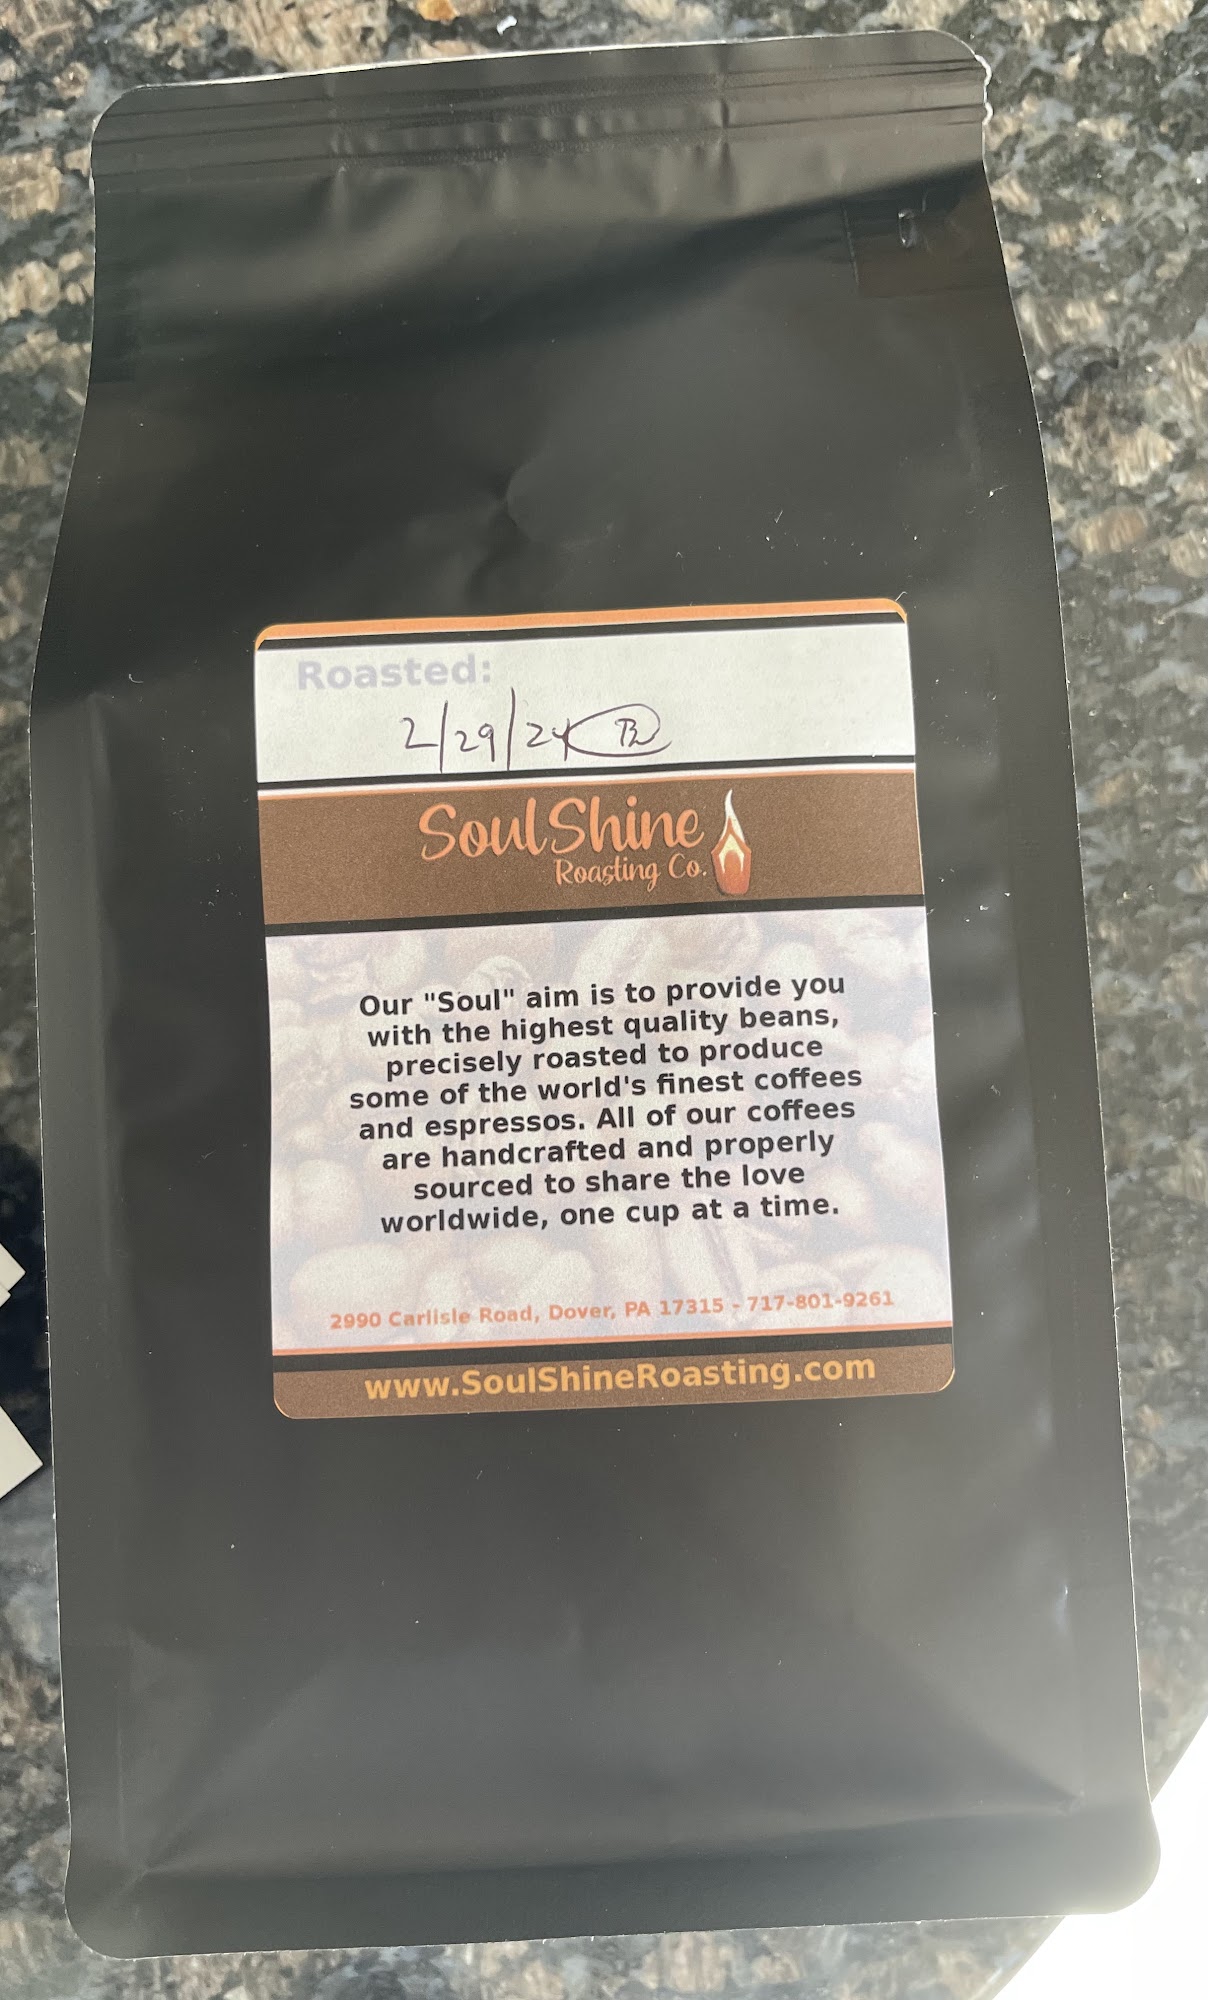 Roasted:
2/29/24
SoulShine
Roasting Co.
Our "Soul" aim is to provide you
with the highest quality beans,
precisely roasted to produce
some of the world's finest coffees
and espressos. All of our coffees
are handcrafted and properly
sourced to share the love
worldwide, one cup at a time.
2990 Carlisle Road, Dover, PA 17315 - 717-801-9261
www.SoulShineRoasting.com